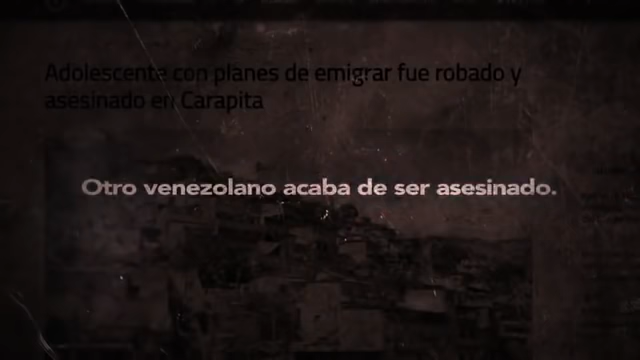 Adolescente con planes de emigrar fue robado y
asesinado en Carapita
Otro venezolano acaba de ser asesinado.